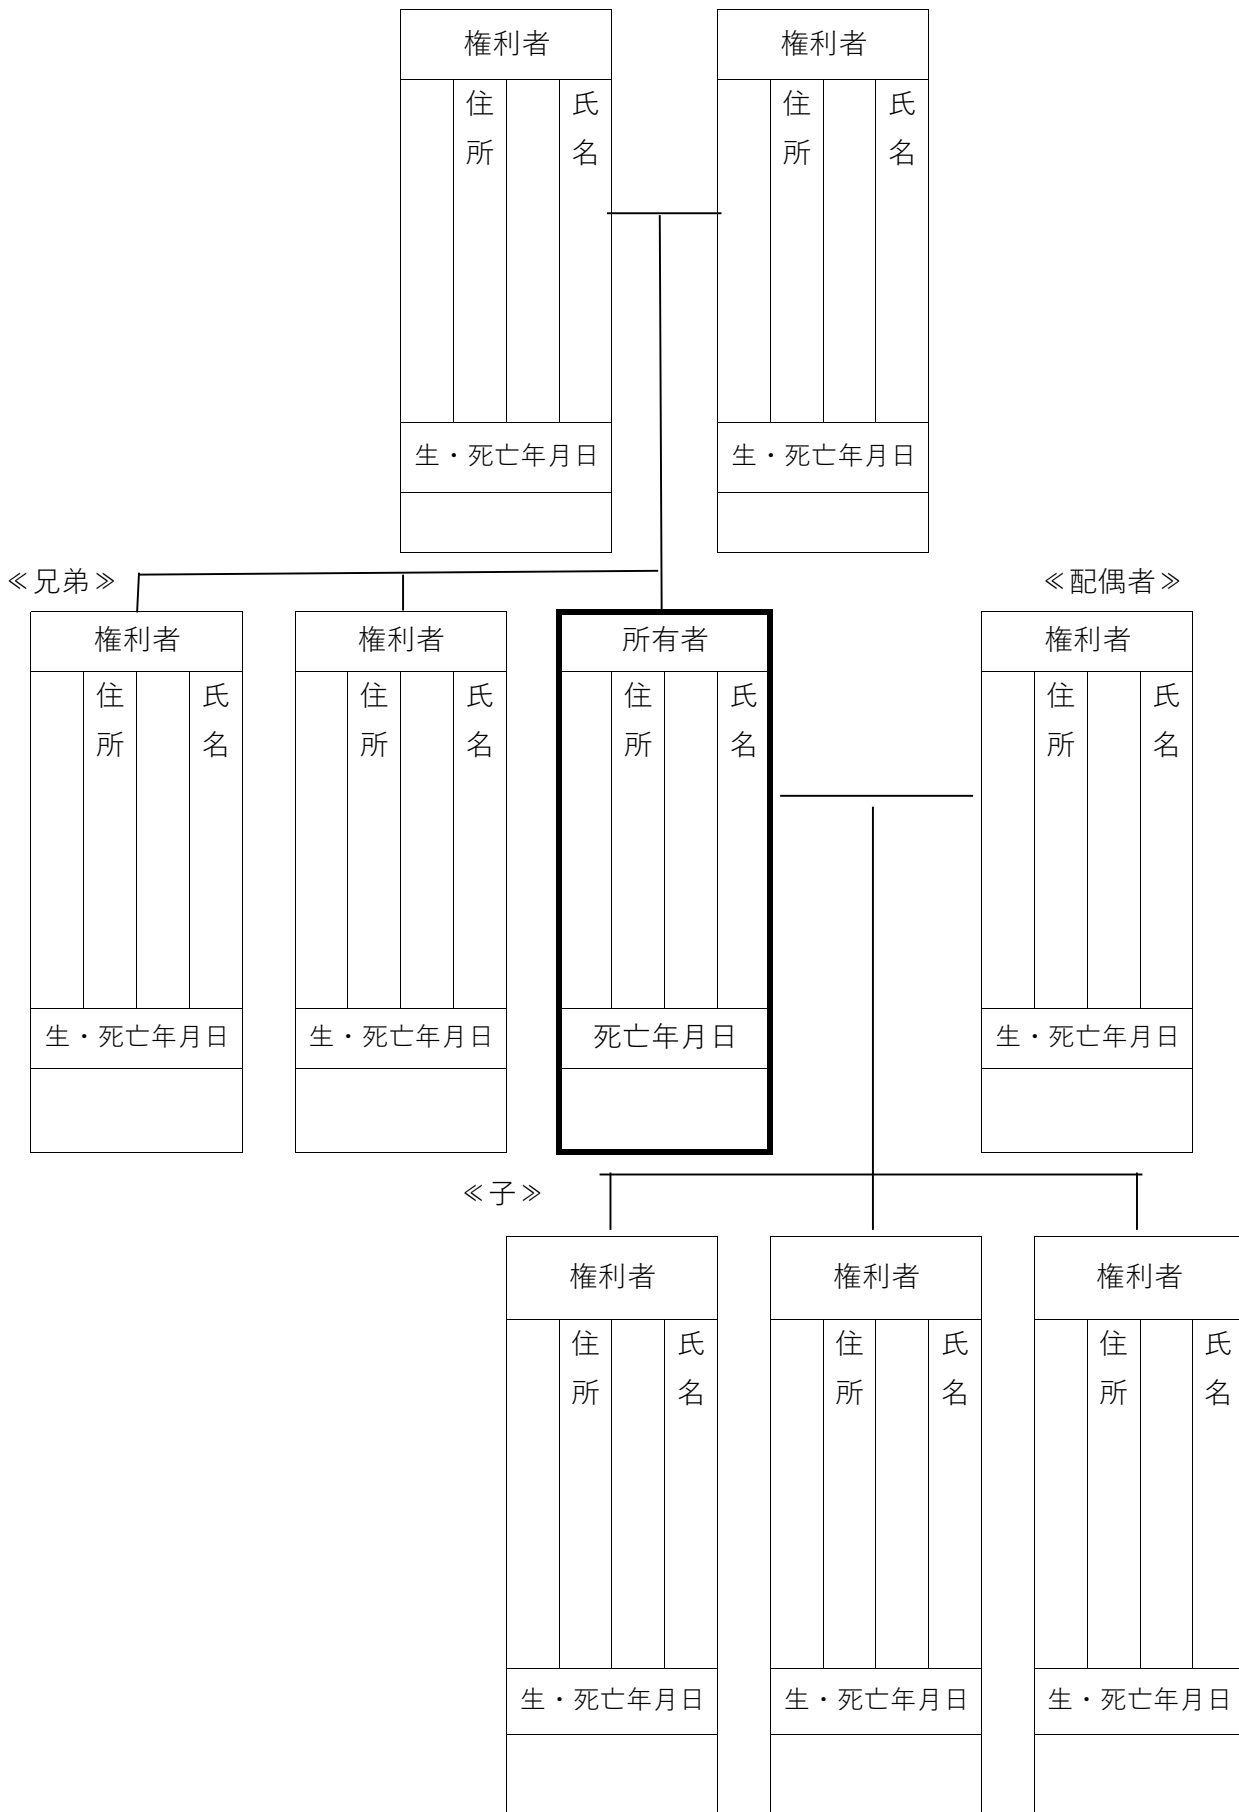 権利者
住所
氏名
生・死亡年月日
権利者
住所
氏名
生・死亡年月日
≪兄弟≫
≪配偶者≫
権利者
住所
氏名
生・死亡年月日
権利者
住所
氏名
生・死亡年月日
所有者
住所
氏名
死亡年月日
権利者
住所
氏名
生・死亡年月日
≪子≫
権利者
住所
氏名
生・死亡年月日
権利者
住所
氏名
生・死亡年月日
権利者
住所
氏名
生・死亡年月日